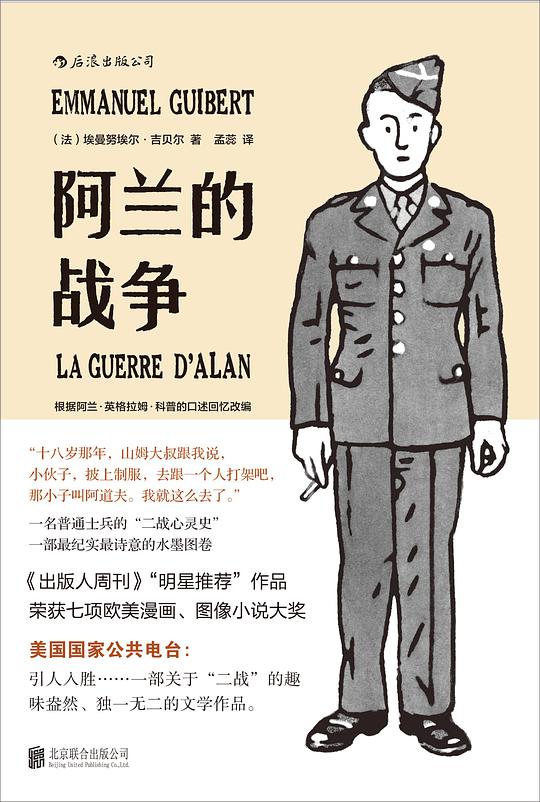 后浪出版公司
EMMANUEL GUIBERT
（法）埃曼努埃尔·吉贝尔 著 孟蕊 译
阿兰的
战争
LA GUERRE D'ALAN
根据阿兰·英格拉姆·科普的口述回忆改编
“十八岁那年，山姆大叔跟我说，
小伙子，披上制服，去跟一个人打架吧，
那小子叫阿道夫。我就这么去了。”
一名普通士兵的“二战心灵史”
一部最纪实最诗意的水墨图卷
《出版人周刊》“明星推荐”作品
荣获七项欧美漫画、图像小说大奖
美国国家公共电台：
引人入胜……一部关于“二战”的趣
味盎然、独一无二的文学作品。
北京联合出版公司
Beijing United Publishing Co.,Ltd.